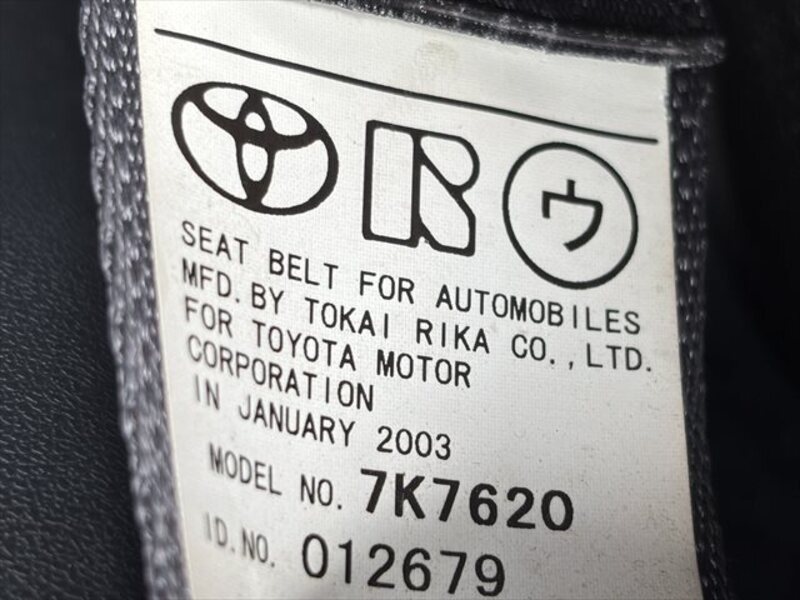 ウ
SEAT BELT FOR AUTOMOBILES
MFD. BY TOKAI RIKA CO., LTD.
FOR TOYOTA MOTOR
CORPORATION
IN JANUARY 2003
MODEL NO. 7K7620
ID.NO. 012679